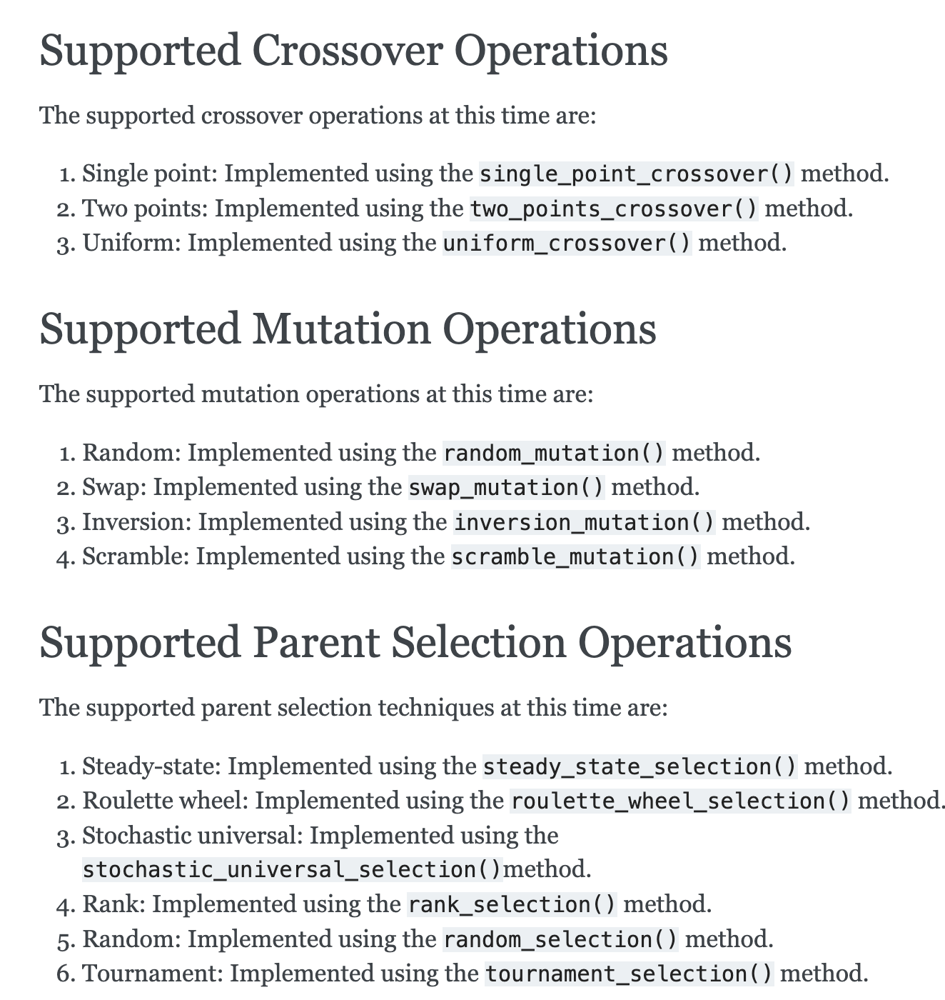 Supported Crossover Operations
The supported crossover operations at this time are:
1. Single point: Implemented using the single_point_crossover() method.
2. Two points: Implemented using the two_points_crossover() method.
3. Uniform: Implemented using the uniform_crossover() method.
Supported Mutation Operations
The supported mutation operations at this time are:
1. Random: Implemented using the random_mutation() method.
2. Swap: Implemented using the swap_mutation() method.
3. Inversion: Implemented using the inversion_mutation() method.
4. Scramble: Implemented using the scramble_mutation() method.
Supported Parent Selection Operations
The supported parent selection techniques at this time are:
1. Steady-state: Implemented using the steady_state_selection() method.
2. Roulette wheel: Implemented using the roulette_wheel_selection() method.
3. Stochastic universal: Implemented using the
stochastic_universal_selection()method.
4. Rank: Implemented using the rank_selection() method.
5. Random: Implemented using the random_selection() method.
6. Tournament: Implemented using the tournament_selection() method.